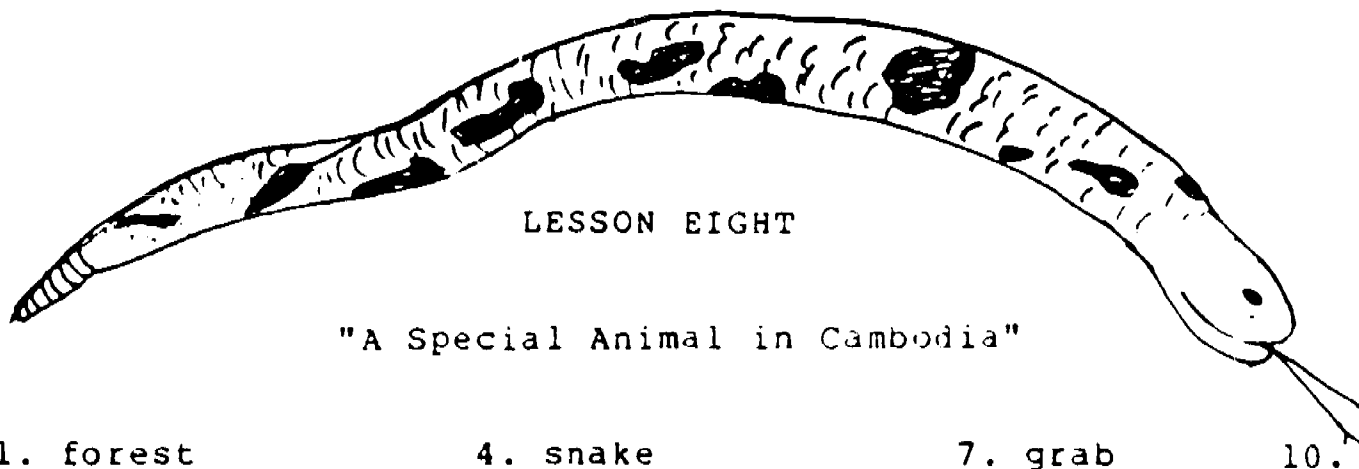 LESSON EIGHT
"A Special Animal in Cambodia"
1. forest 4. snake 7. grab 10.